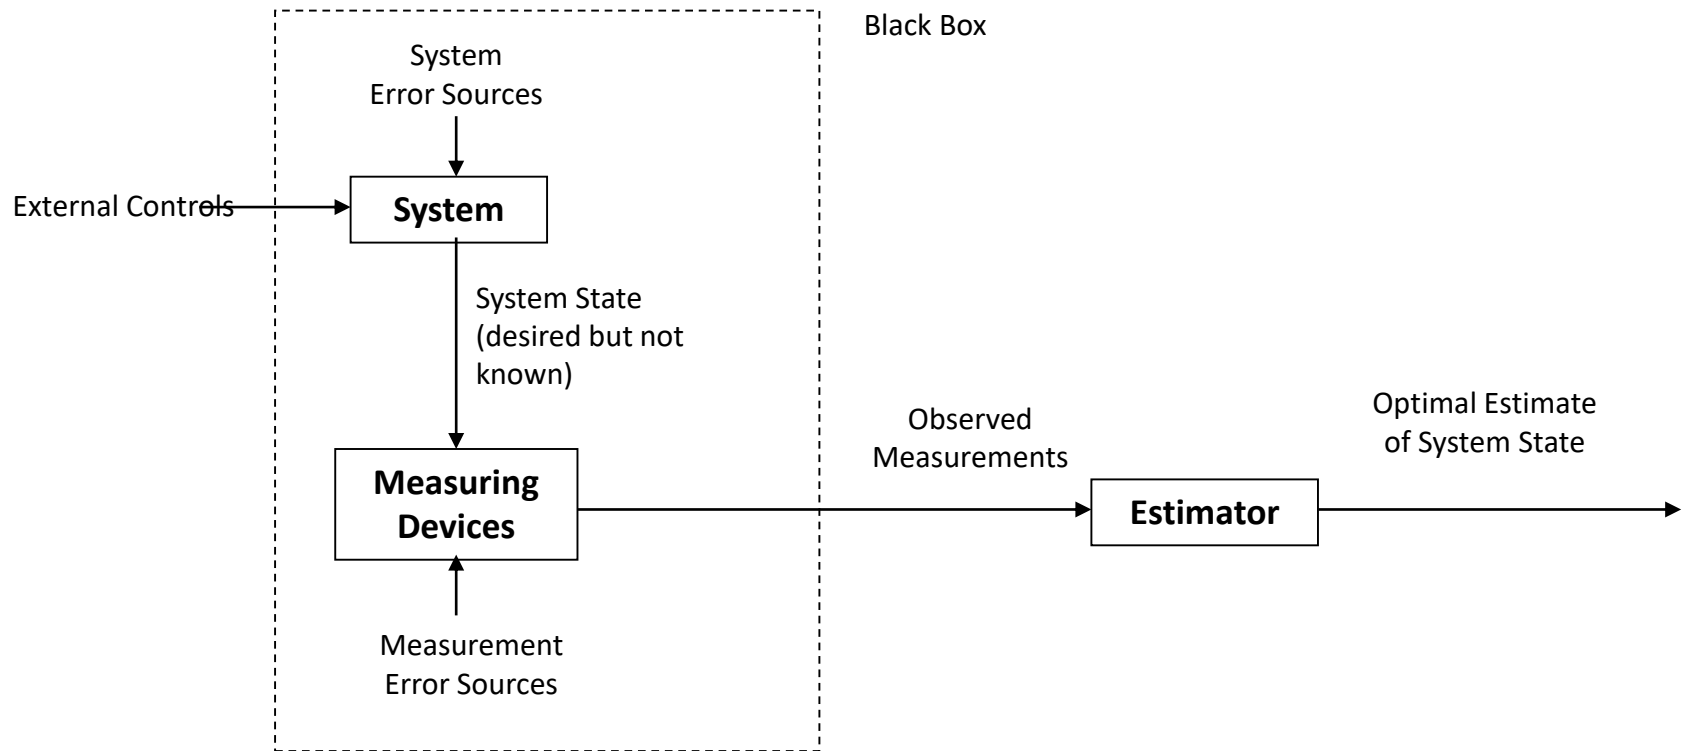 Black Box
System
Error Sources
External Controls
System
System State
(desired but not
known)
Measuring
Devices
Observed
Measurements
Estimator
Optimal Estimate
of System State
Measurement
Error Sources